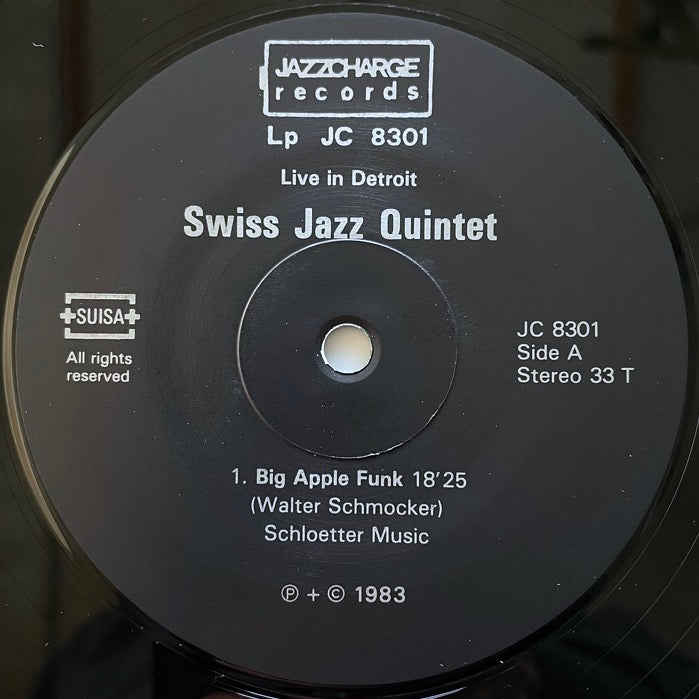 JAZZCHARGE
records
Lp JC 8301
Live in Detroit
Swiss Jazz Quintet
SUISA
All rights
reserved
JC 8301
Side A
Stereo 33 T
1. Big Apple Funk 18'25
(Walter Schmocker)
Schloetter Music
℗ + © 1983